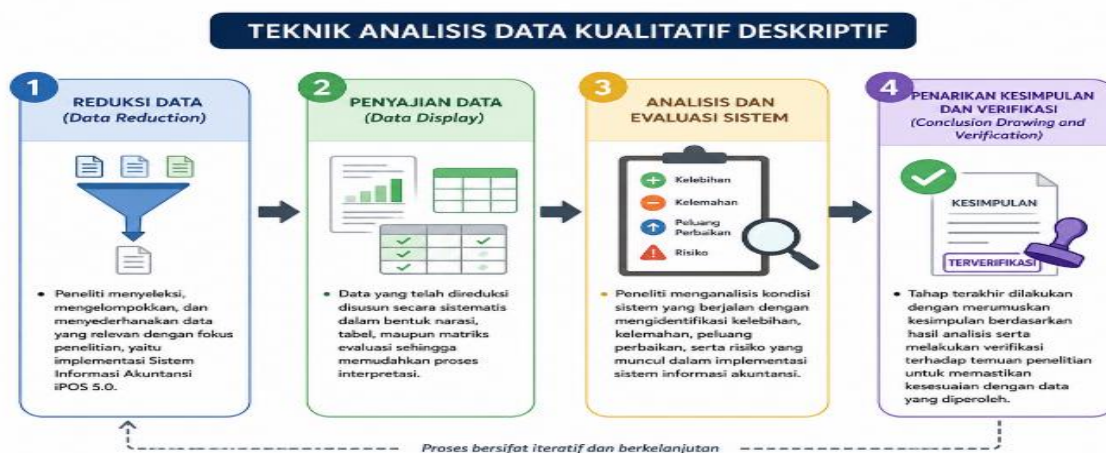 TEKNIK ANALISIS DATA KUALITATIF DESKRIPTIF
1
REDUKSI DATA
(Data Reduction)
• Peneliti menyeleksi,
mengelompokkan, dan
menyederhanakan data
yang relevan dengan fokus
penelitian, yaitu
implementasi Sistem
Informasi Akuntansi
iPOS 5.0.
2
PENYAJIAN DATA
(Data Display)
• Data yang telah direduksi
disusun secara sistematis
dalam bentuk narasi,
tabel, maupun matriks
evaluasi sehingga
memudahkan proses
interpretasi.
3
ANALISIS DAN
EVALUASI SISTEM
Kelebihan
Kelemahan
Peluang
Perbaikan
Risiko
• Peneliti menganalisis kondisi
sistem yang berjalan dengan
mengidentifikasi kelebihan,
kelemahan, peluang
perbaikan, serta risiko yang
muncul dalam implementasi
sistem informasi akuntansi.
4
PENARIKAN KESIMPULAN
DAN VERIFIKASI
(Conclusion Drawing and
Verification)
KESIMPULAN
TERVERIFIKASI
• Tahap terakhir dilakukan
dengan merumuskan
kesimpulan berdasarkan
hasil analisis serta
melakukan verifikasi
terhadap temuan penelitian
untuk memastikan
kesesuaian dengan data
yang diperoleh.
Proses bersifat iteratif dan berkelanjutan